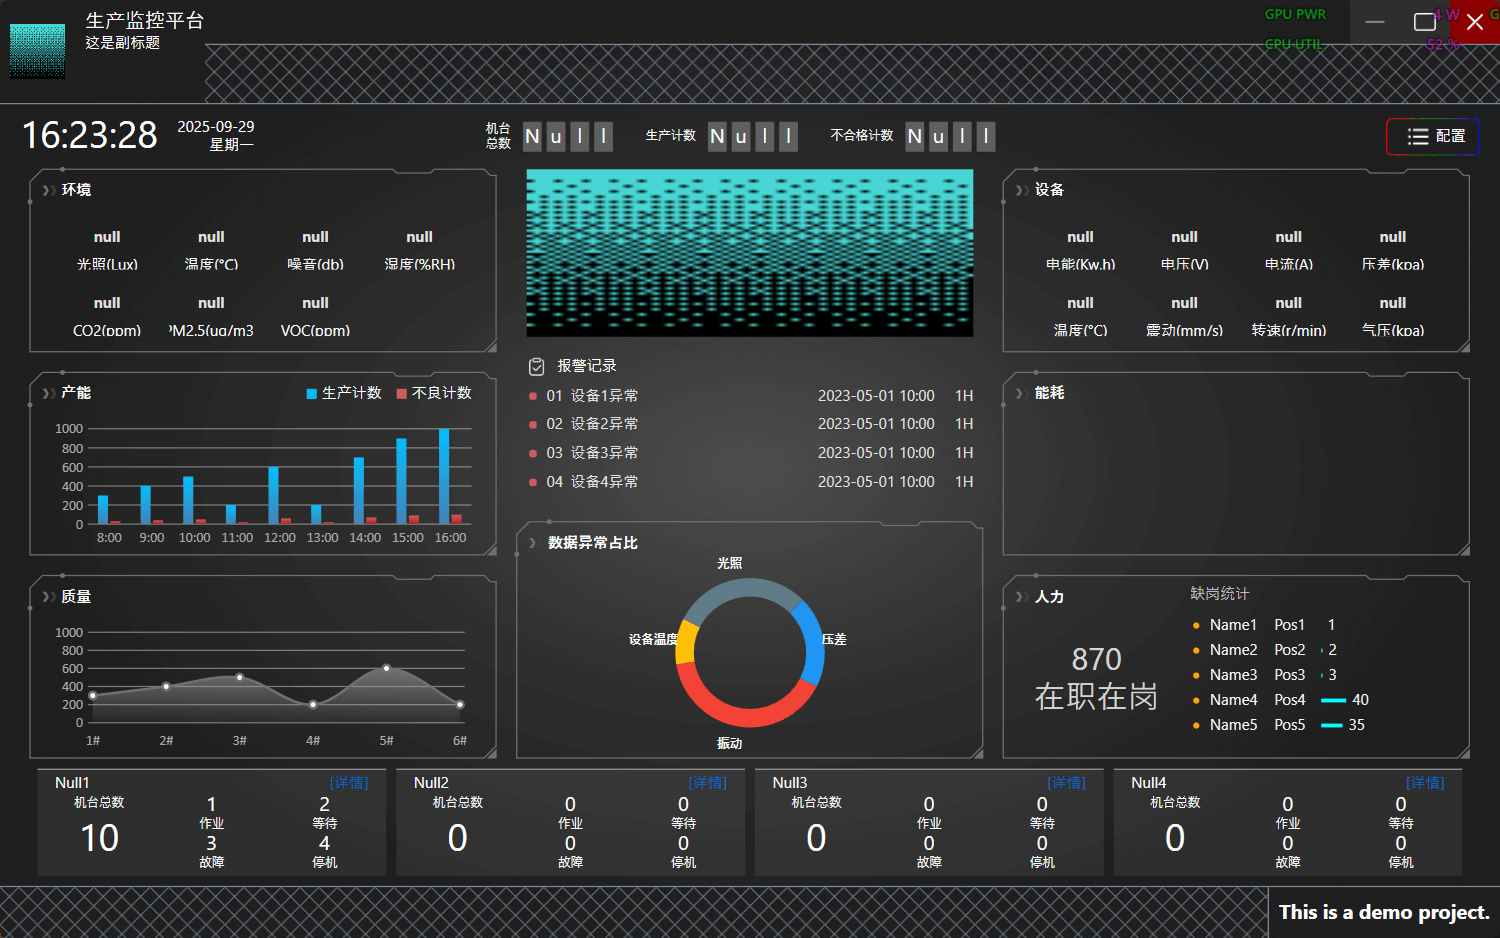 生产监控平台
这是副标题
GPU PWR 4 W G
CPU UTIL 52 %
16:23:28
2025-09-29
星期一
机台总数 Null
生产计数 Null
不合格计数 Null
配置
环境
null null null null
光照(Lux) 温度(°C) 噪音(db) 湿度(%RH)
null null null
CO2(ppm) PM2.5(ug/m3 VOC(ppm)
设备
null null null null
电能(Kw.h) 电压(V) 电流(A) 压差(kpa)
null null null null
温度(°C) 震动(mm/s) 转速(r/min) 气压(kpa)
报警记录
01 设备1异常 2023-05-01 10:00 1H
02 设备2异常 2023-05-01 10:00 1H
03 设备3异常 2023-05-01 10:00 1H
04 设备4异常 2023-05-01 10:00 1H
产能
生产计数 不良计数
1000
800
600
400
200
0
8:00 9:00 10:00 11:00 12:00 13:00 14:00 15:00 16:00
能耗
数据异常占比
光照
设备温度
压差
振动
质量
1000
800
600
400
200
0
1# 2# 3# 4# 5# 6#
人力
870
在职在岗
缺岗统计
Name1 Pos1 1
Name2 Pos2 2
Name3 Pos3 3
Name4 Pos4 40
Name5 Pos5 35
Null1 [详情]
机台总数 10
1 作业
2 等待
3 故障
4 停机
Null2 [详情]
机台总数 0
0 作业
0 等待
0 故障
0 停机
Null3 [详情]
机台总数 0
0 作业
0 等待
0 故障
0 停机
Null4 [详情]
机台总数 0
0 作业
0 等待
0 故障
0 停机
This is a demo project.